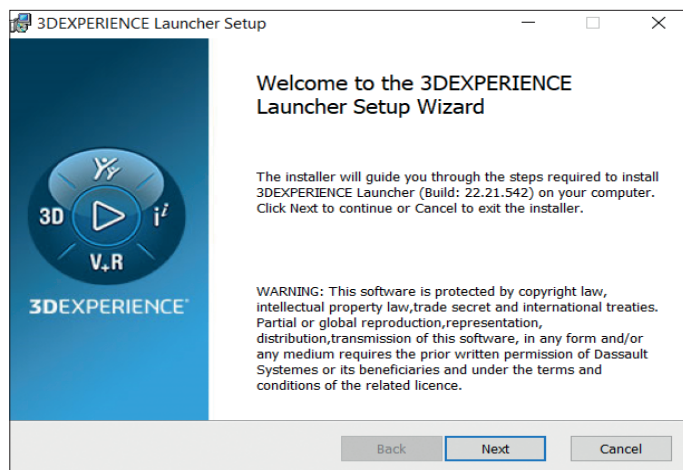 3DEXPERIENCE Launcher Setup
Welcome to the 3DEXPERIENCE
Launcher Setup Wizard
The installer will guide you through the steps required to install
3DEXPERIENCE Launcher (Build: 22.21.542) on your computer.
Click Next to continue or Cancel to exit the installer.
3D
i
V+R
3DEXPERIENCE
WARNING: This software is protected by copyright law,
intellectual property law,trade secret and international treaties.
Partial or global reproduction,representation,
distribution,transmission of this software, in any form and/or
any medium requires the prior written permission of Dassault
Systemes or its beneficiaries and under the terms and
conditions of the related licence.
Back
Next
Cancel